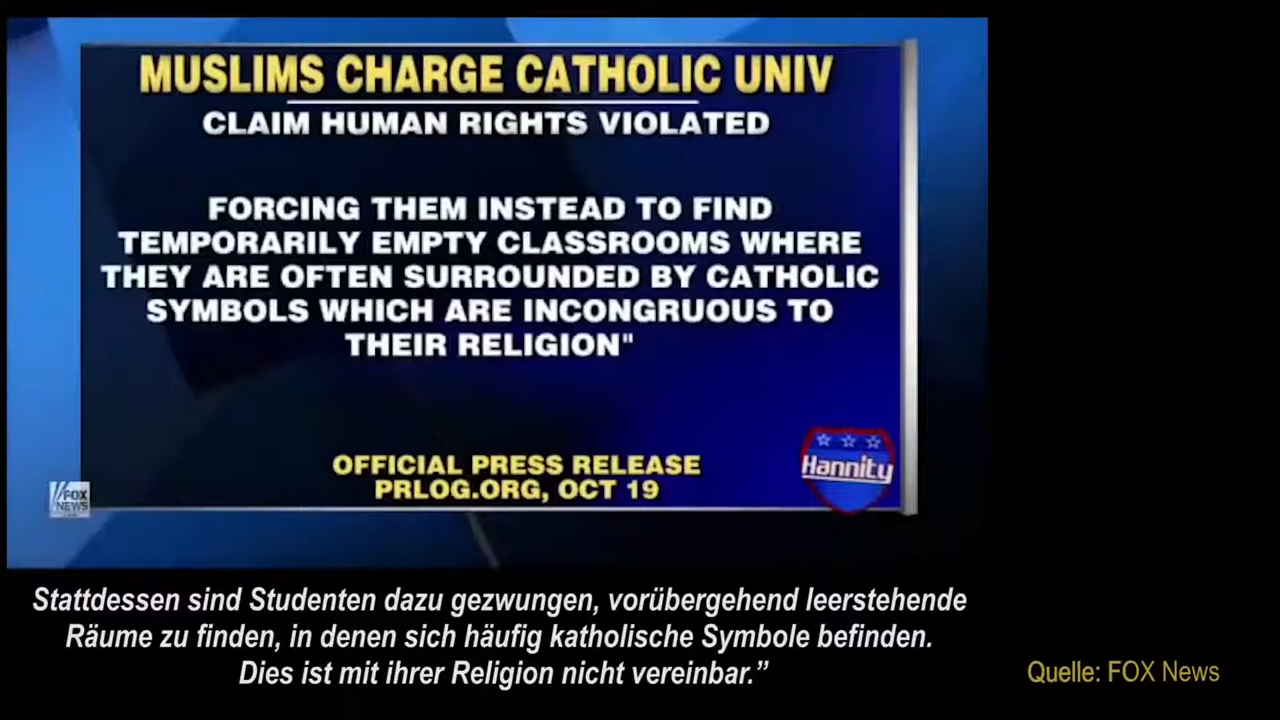 MUSLIMS CHARGE CATHOLIC UNIV
CLAIM HUMAN RIGHTS VIOLATED
FORCING THEM INSTEAD TO FIND
TEMPORARILY EMPTY CLASSROOMS WHERE
THEY ARE OFTEN SURROUNDED BY CATHOLIC
SYMBOLS WHICH ARE INCONGRUOUS TO
THEIR RELIGION"
OFFICIAL PRESS RELEASE
PRLOG.ORG, OCT 19
Hannity
FOX
NEWS
Stattdessen sind Studenten dazu gezwungen, vorübergehend leerstehende
Räume zu finden, in denen sich häufig katholische Symbole befinden.
Dies ist mit ihrer Religion nicht vereinbar.”
Quelle: FOX News